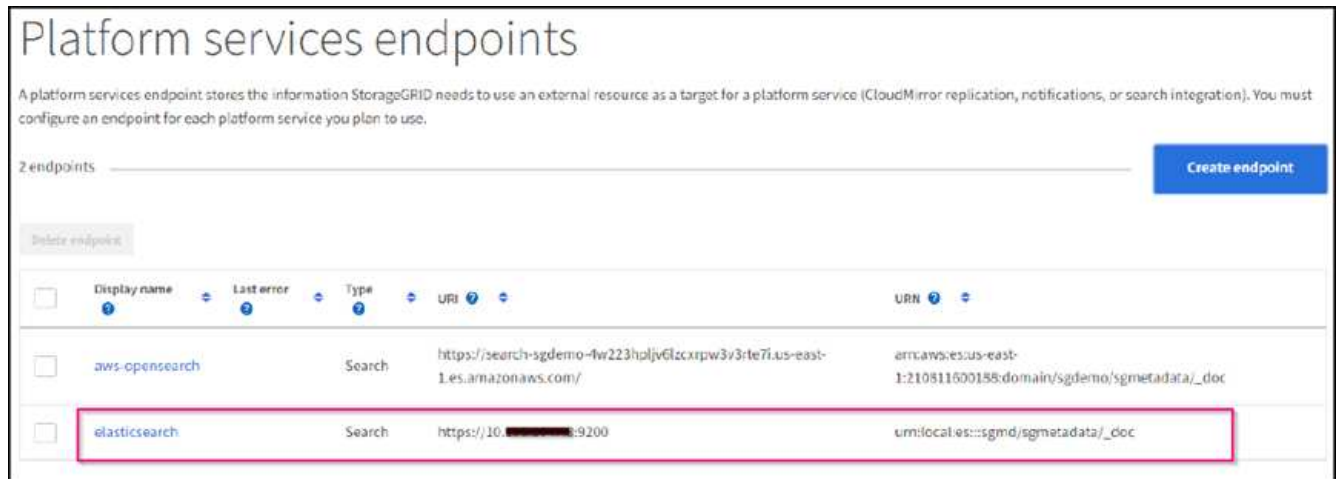 Platform services endpoints
A platform services endpoint stores the information StorageGRID needs to use an external resource as a target for a platform service (CloudMirror replication, notifications, or search integration). You must
configure an endpoint for each platform service you plan to use.
2 endpoints
Create endpoint
Delete endpoint
Display name Last error Type URI URN
aws-opensearch Search https://search-sgdemo-4w223hpljv6lzcxrpw3v3rte7i.us-east- arn:aws:es:us-east-
1.es.amazonaws.com/ 1:210811600188:domain/sgdemo/sgmetadata/_doc
elasticsearch Search https://10. :9200 urn:local:es:::sgmd/sgmetadata/_doc